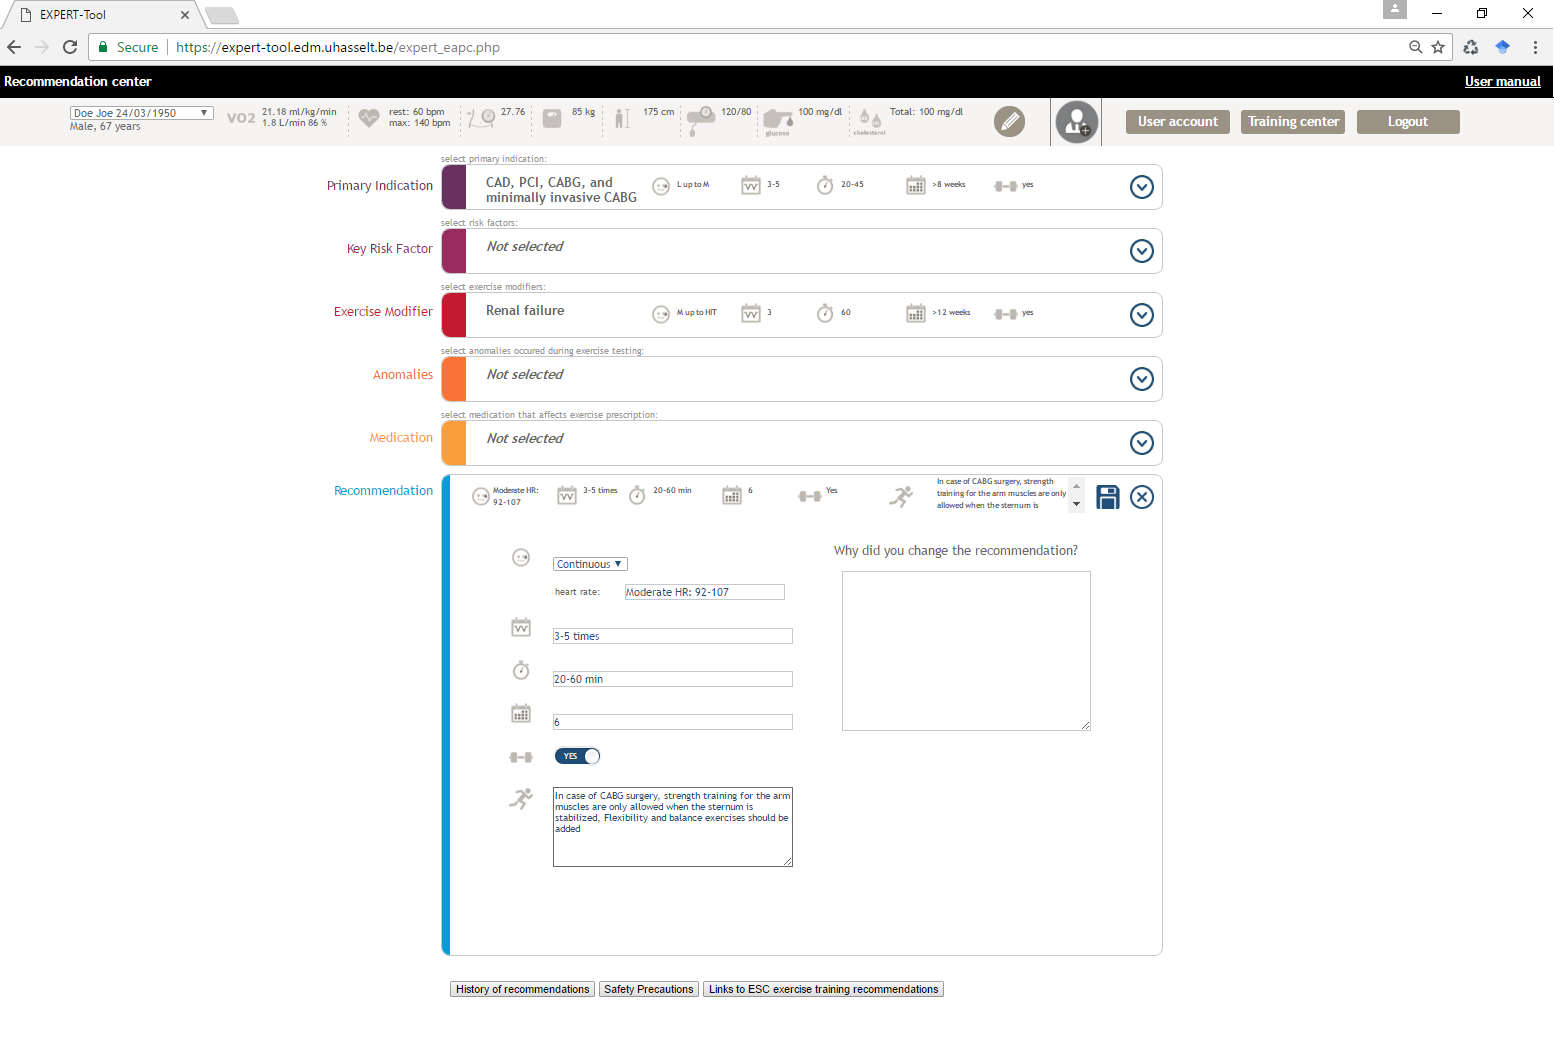 EXPERT-Tool
Secure
https://expert-tool.edm.uhasselt.be/expert_eapc.php
Recommendation center
User manual
Doe Joe 24/03/1950
Male, 67 years
VO2
21.18 ml/kg/min
1.8 L/min 86 %
rest: 60 bpm
max: 140 bpm
27.76
85 kg
175 cm
120/80
glucose
100 mg/dl
cholesterol
Total: 100 mg/dl
User account
Training center
Logout
select primary indication:
Primary Indication
CAD, PCI, CABG, and
minimally invasive CABG
L up to M
3-5
20-45
>8 weeks
yes
select risk factors:
Key Risk Factor
Not selected
select exercise modifiers:
Exercise Modifier
Renal failure
M up to HIT
3
60
>12 weeks
yes
select anomalies occured during exercise testing:
Anomalies
Not selected
select medication that affects exercise prescription:
Medication
Not selected
Recommendation
Moderate HR:
92-107
3-5 times
20-60 min
6
Yes
In case of CABG surgery, strength
training for the arm muscles are only
allowed when the sternum is
Continuous
heart rate:
Moderate HR: 92-107
3-5 times
20-60 min
6
YES
In case of CABG surgery, strength training for the arm
muscles are only allowed when the sternum is
stabilized, Flexibility and balance exercises should be
added
Why did you change the recommendation?
History of recommendations
Safety Precautions
Links to ESC exercise training recommendations